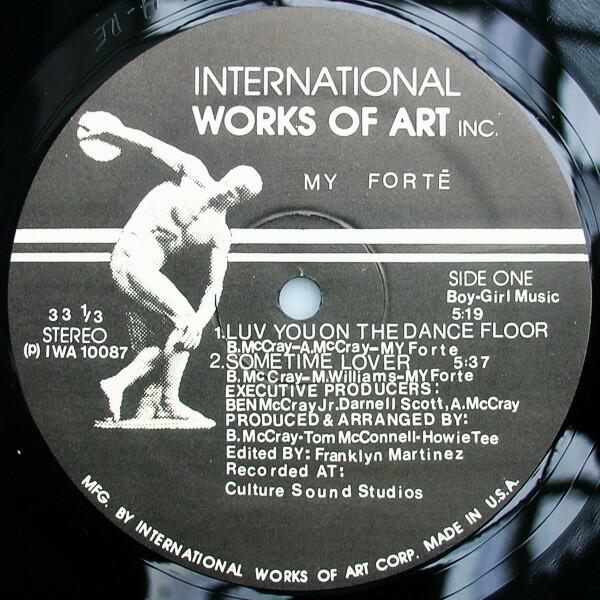 INTERNATIONAL
WORKS OF ART INC.
MY FORTĒ
SIDE ONE
Boy-Girl Music
5:19
33 1/3
STEREO
(p) IWA 10087
1.LUV YOU ON THE DANCE FLOOR
B.McCray-A.McCray-MY Forte
2.SOMETIME LOVER 5:37
B.McCray-M.Williams-MY Forte
EXECUTIVE PRODUCERS:
BEN McCray Jr. Darnell Scott, A.McCray
PRODUCED & ARRANGED BY:
B.McCray-Tom McConnell-Howie Tee
Edited BY: Franklyn Martinez
Recorded AT:
Culture Sound Studios
MFG. BY INTERNATIONAL WORKS OF ART CORP. MADE IN U.S.A.